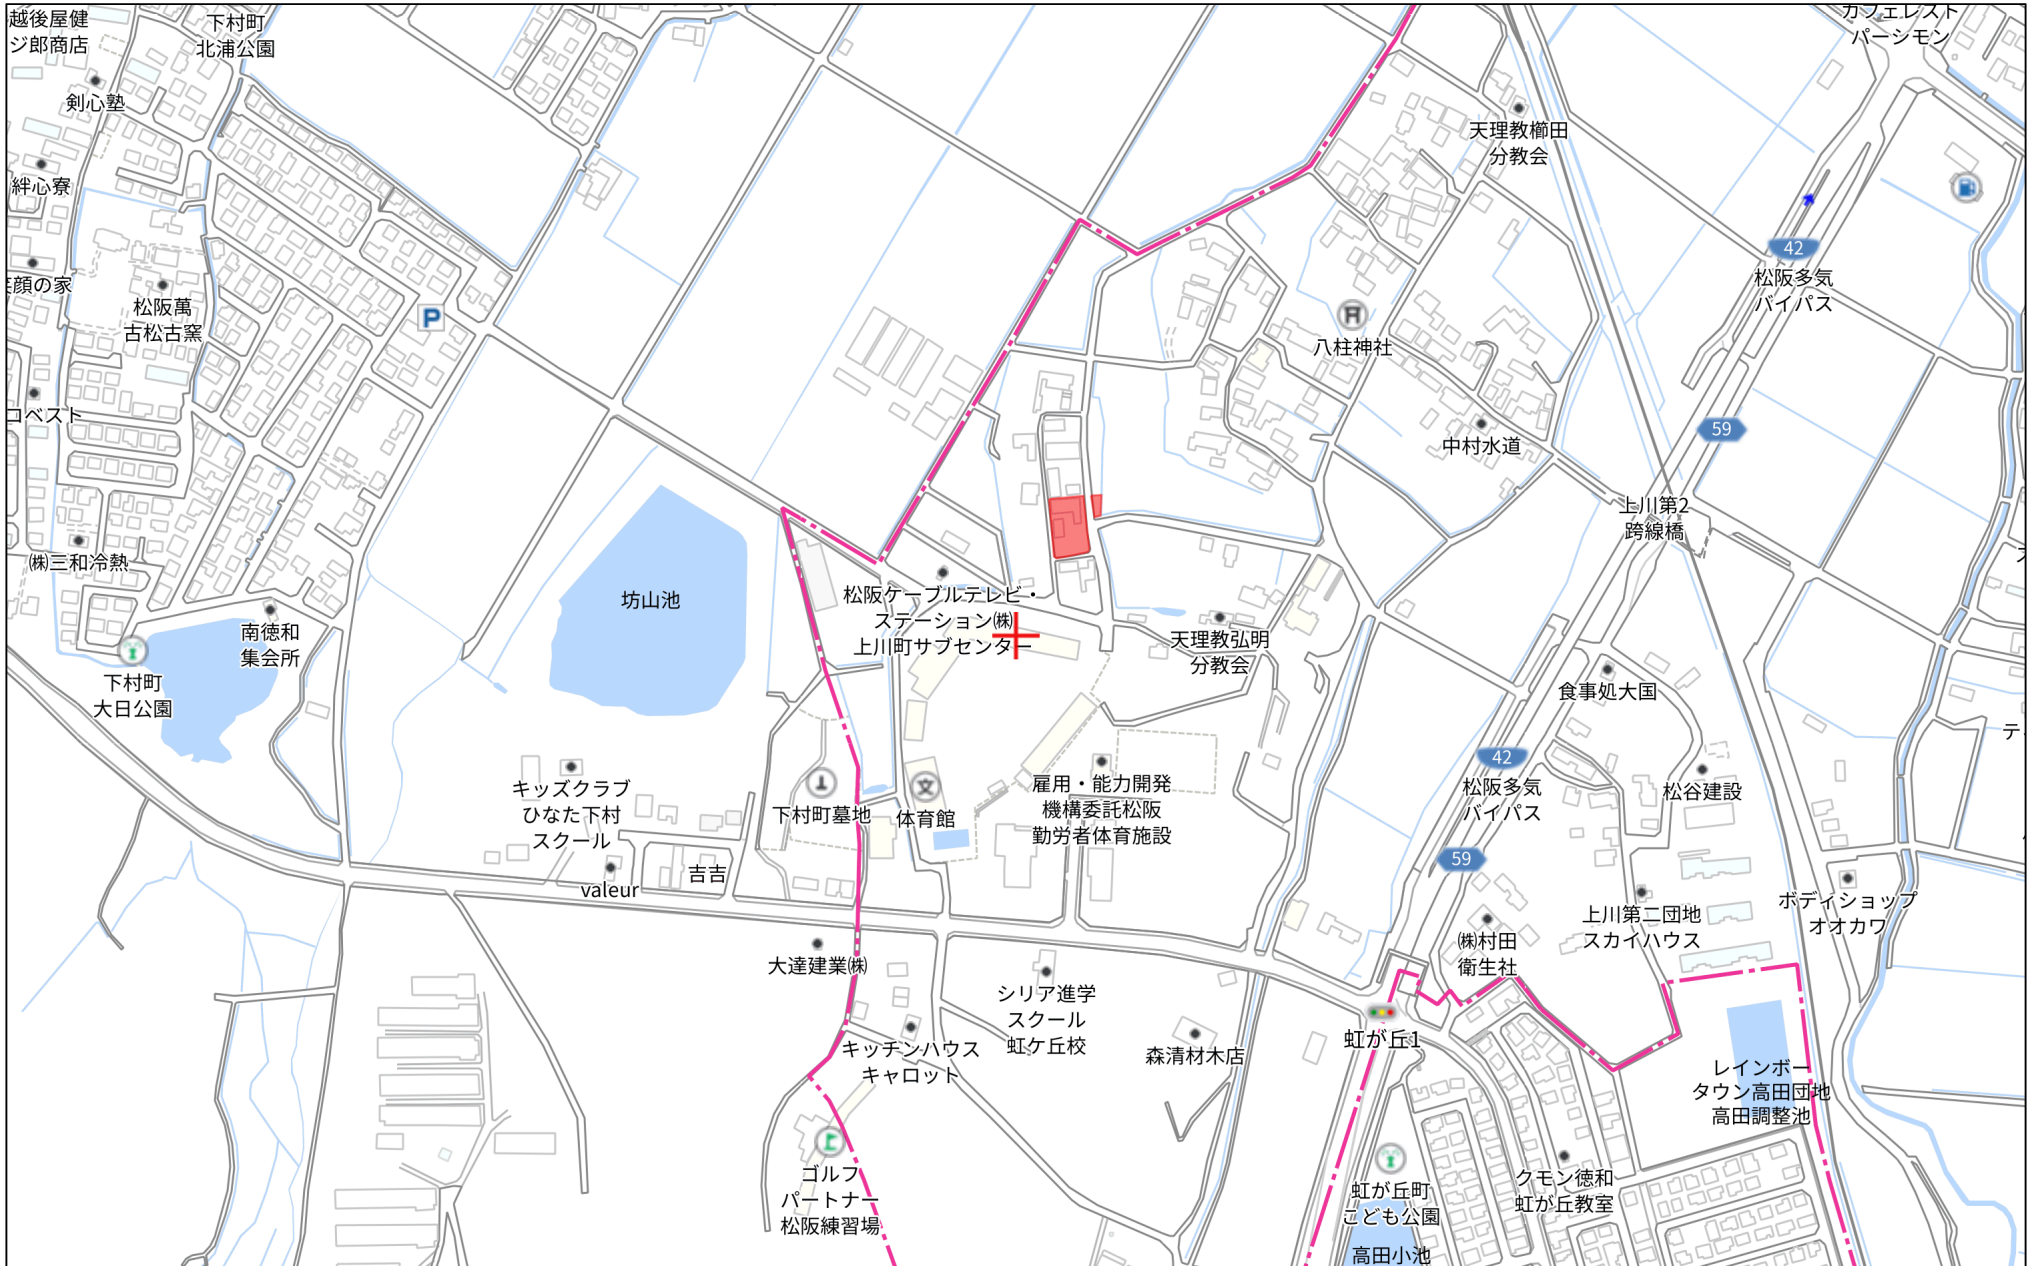 越後屋健
ジ郎商店
下村町
北浦公園
カフェレスト
パーシモン
剣心塾
天理教櫛田
分教会
絆心寮
42
松阪多気
バイパス
顔の家
松阪萬
古松古窯
P
八柱神社
コベスト
中村水道
59
上川第2
跨線橋
㈱三和冷熱
坊山池
松阪ケーブルテレビ・
ステーション㈱
上川町サブセンター
天理教弘明
分教会
南徳和
集会所
下村町
大日公園
食事処大国
42
松阪多気
バイパス
キッズクラブ
ひなた下村
スクール
下村町墓地
文
体育館
雇用・能力開発
機構委託松阪
勤労者体育施設
松谷建設
59
valeur
吉吉
ボディショップ
オオカワ
上川第二団地
スカイハウス
㈱村田
衛生社
大達建業㈱
シリア進学
スクール
虹ケ丘校
キッチンハウス
キャロット
森清材木店
虹が丘1
レインボー
タウン高田団地
高田調整池
ゴルフ
パートナー
松阪練習場
虹が丘町
こども公園
クモン徳和
虹が丘教室
高田小池